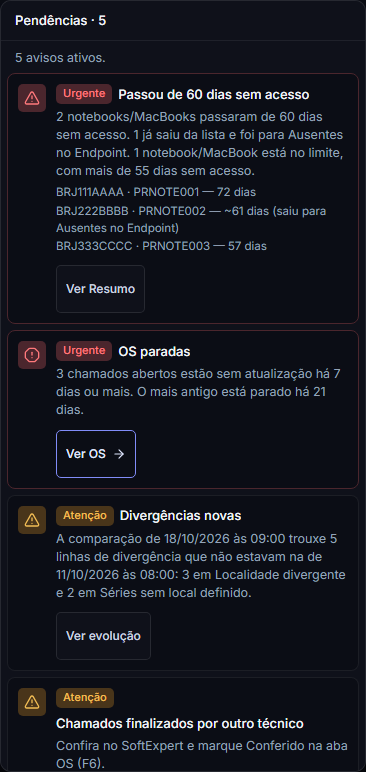 Pendências · 5
5 avisos ativos.
Urgente Passou de 60 dias sem acesso
2 notebooks/MacBooks passaram de 60 dias
sem acesso. 1 já saiu da lista e foi para Ausentes
no Endpoint. 1 notebook/MacBook está no limite,
com mais de 55 dias sem acesso.
BRJ111AAAA · PRNOTE001 — 72 dias
BRJ222BBBB · PRNOTE002 — ~61 dias (saiu para
Ausentes no Endpoint)
BRJ333CCCC · PRNOTE003 — 57 dias
Ver Resumo
Urgente OS paradas
3 chamados abertos estão sem atualização há 7
dias ou mais. O mais antigo está parado há 21
dias.
Ver OS →
Atenção Divergências novas
A comparação de 18/10/2026 às 09:00 trouxe 5
linhas de divergência que não estavam na de
11/10/2026 às 08:00: 3 em Localidade divergente
e 2 em Séries sem local definido.
Ver evolução
Atenção
Chamados finalizados por outro técnico
Confira no SoftExpert e marque Conferido na aba
OS (F6).